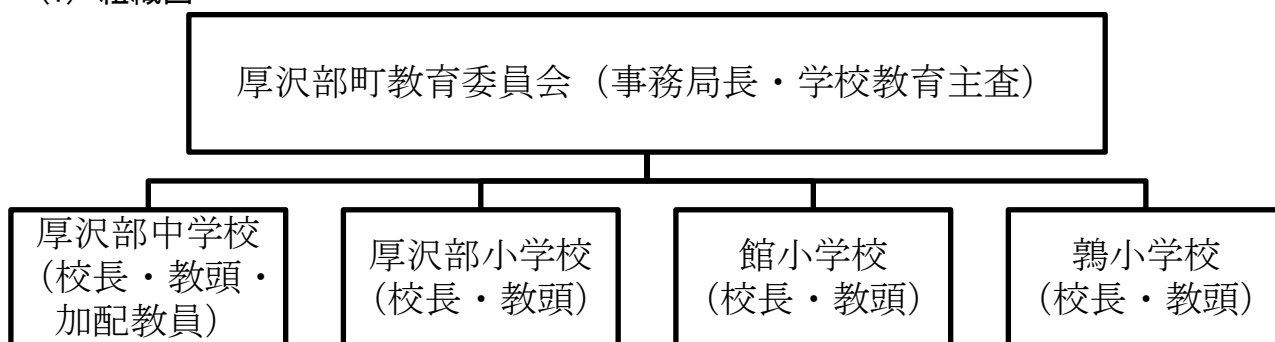 厚沢部町教育委員会（事務局長・学校教育主査）
厚沢部中学校
（校長・教頭・
加配教員）
厚沢部小学校
（校長・教頭）
館小学校
（校長・教頭）
鶉小学校
（校長・教頭）